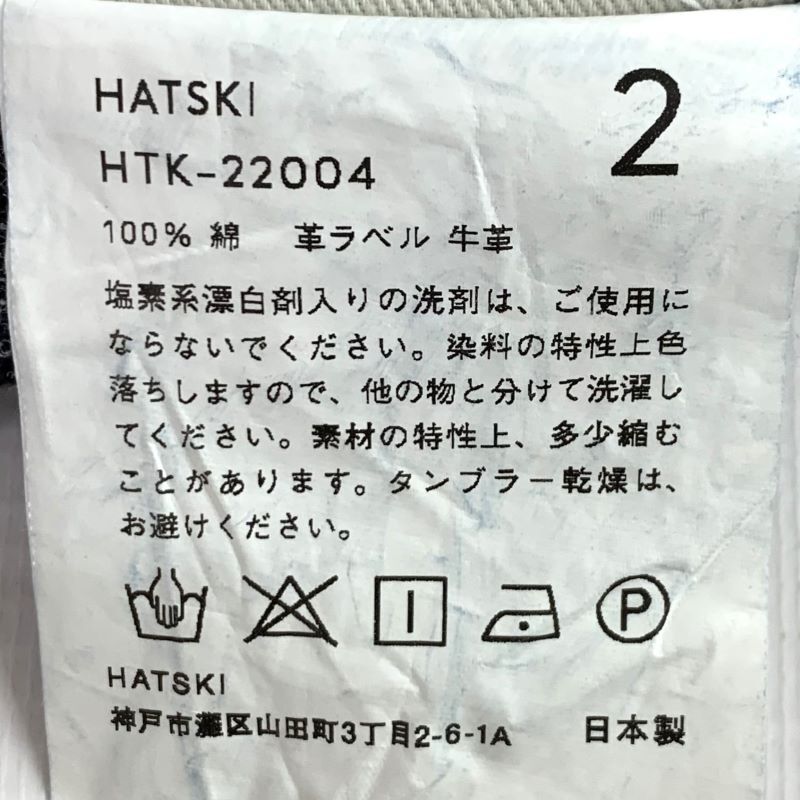 HATSKI
2
HTK-22004
100% 綿 革ラベル 牛革
塩素系漂白剤入りの洗剤は、ご使用に
ならないでください。染料の特性上色
落ちしますので、他の物と分けて洗濯し
てください。素材の特性上、多少縮む
ことがあります。タンブラー乾燥は、
お避けください。
P
HATSKI
神戸市灘区山田町3丁目2-6-1A 日本製